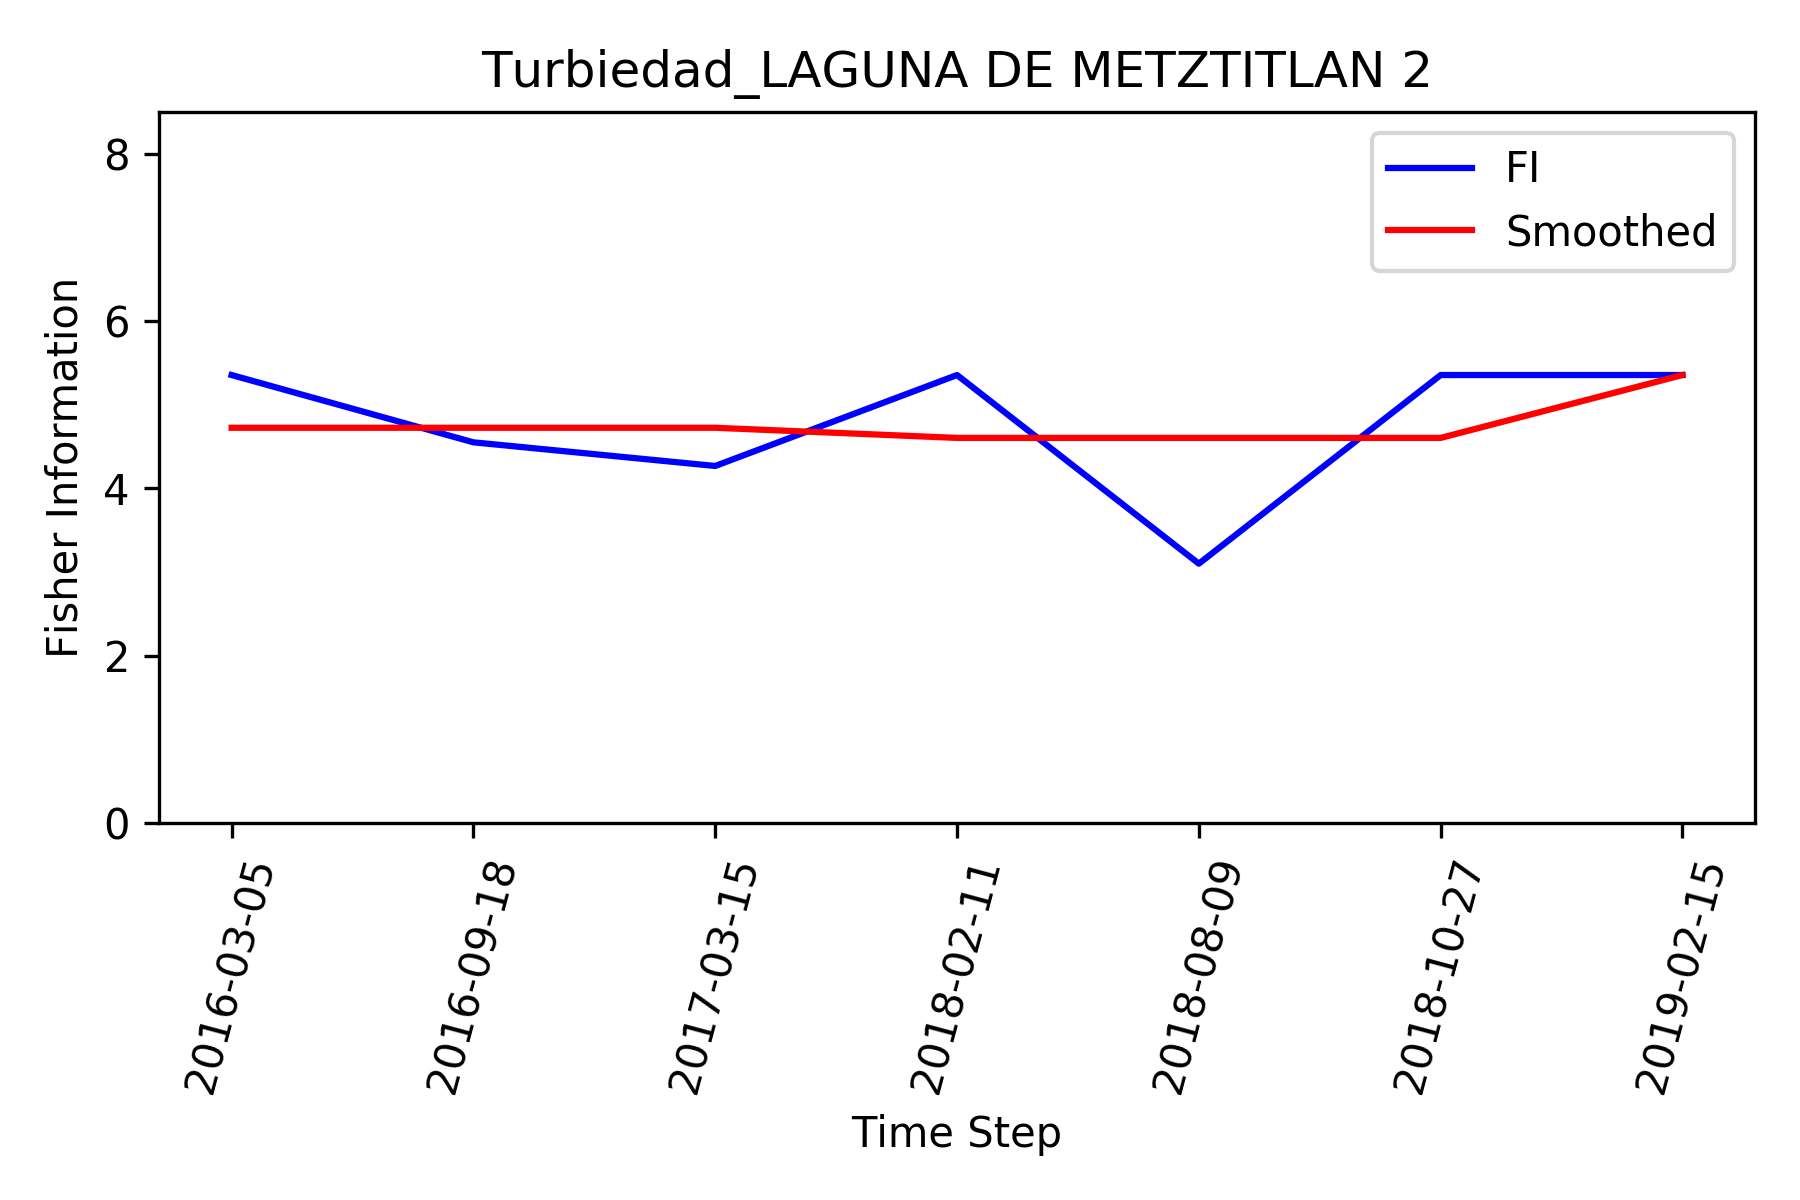 Turbiedad_LAGUNA DE METZTITLAN 2
FI
Smoothed
Fisher Information
8
6
4
2
0
2016-03-05
2016-09-18
2017-03-15
2018-02-11
2018-08-09
2018-10-27
2019-02-15
Time Step